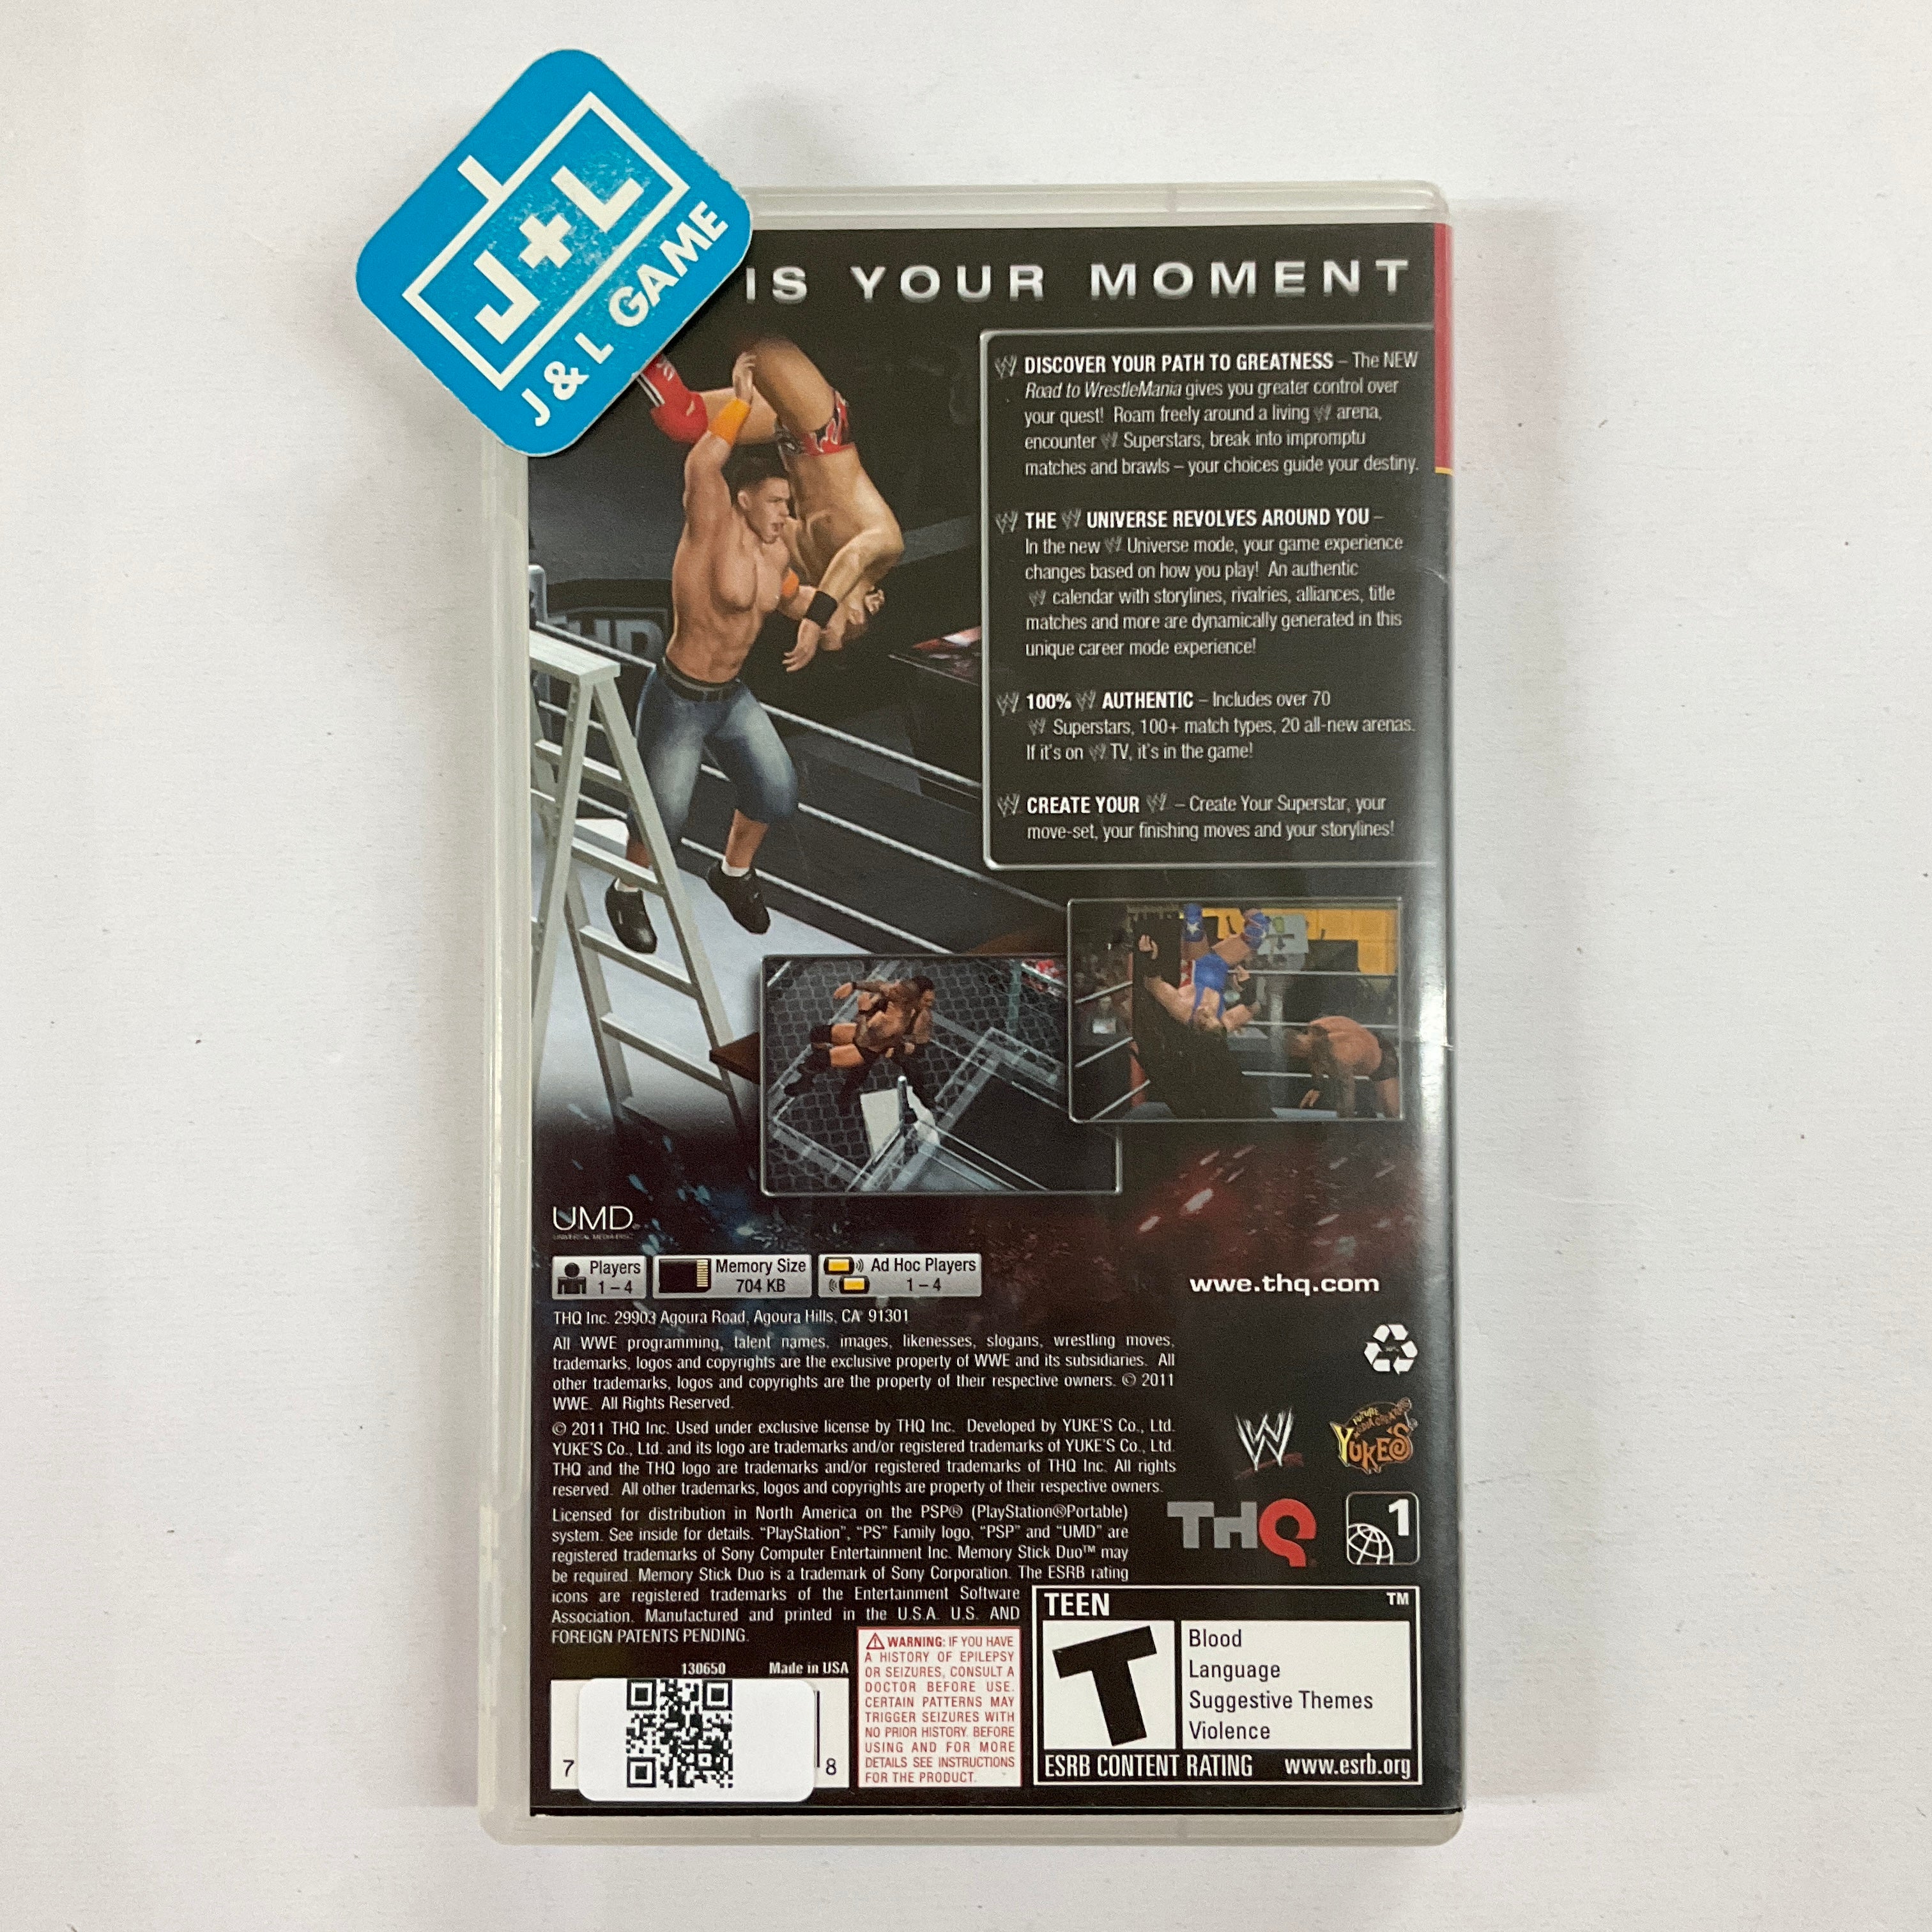 J+L
J & L GAME
IS YOUR MOMENT
DISCOVER YOUR PATH TO GREATNESS – The NEW
Road to WrestleMania gives you greater control over
your quest! Roam freely around a living W arena,
encounter W Superstars, break into impromptu
matches and brawls – your choices guide your destiny.
THE W UNIVERSE REVOLVES AROUND YOU –
In the new W Universe mode, your game experience
changes based on how you play! An authentic
W calendar with storylines, rivalries, alliances, title
matches and more are dynamically generated in this
unique career mode experience!
100% W AUTHENTIC – Includes over 70
W Superstars, 100+ match types, 20 all-new arenas.
If it's on W TV, it's in the game!
CREATE YOUR W – Create Your Superstar, your
move-set, your finishing moves and your storylines!
UMD
UNIVERSAL MEDIA DISC
Players
1 – 4
Memory Size
704 KB
Ad Hoc Players
1 – 4
wwe.thq.com
THQ Inc. 29903 Agoura Road, Agoura Hills, CA 91301
All WWE programming, talent names, images, likenesses, slogans, wrestling moves,
trademarks, logos and copyrights are the exclusive property of WWE and its subsidiaries. All
other trademarks, logos and copyrights are the property of their respective owners. © 2011
WWE. All Rights Reserved.
© 2011 THQ Inc. Used under exclusive license by THQ Inc. Developed by YUKE'S Co., Ltd.
YUKE'S Co., Ltd. and its logo are trademarks and/or registered trademarks of YUKE'S Co., Ltd.
THQ and the THQ logo are trademarks and/or registered trademarks of THQ Inc. All rights
reserved. All other trademarks, logos and copyrights are property of their respective owners.
Licensed for distribution in North America on the PSP® (PlayStation®Portable)
system. See inside for details. "PlayStation", "PS" Family logo, "PSP" and "UMD" are
registered trademarks of Sony Computer Entertainment Inc. Memory Stick Duo™ may
be required. Memory Stick Duo is a trademark of Sony Corporation. The ESRB rating
icons are registered trademarks of the Entertainment Software
Association. Manufactured and printed in the U.S.A. U.S. AND
FOREIGN PATENTS PENDING.
W
FUTURE MEDIA CREATOR
YUKE'S
THQ
1
130650 Made in USA
7 8
WARNING: IF YOU HAVE
A HISTORY OF EPILEPSY
OR SEIZURES, CONSULT A
DOCTOR BEFORE USE.
CERTAIN PATTERNS MAY
TRIGGER SEIZURES WITH
NO PRIOR HISTORY. BEFORE
USING AND FOR MORE
DETAILS SEE INSTRUCTIONS
FOR THE PRODUCT.
TEEN TM
T
Blood
Language
Suggestive Themes
Violence
ESRB CONTENT RATING www.esrb.org